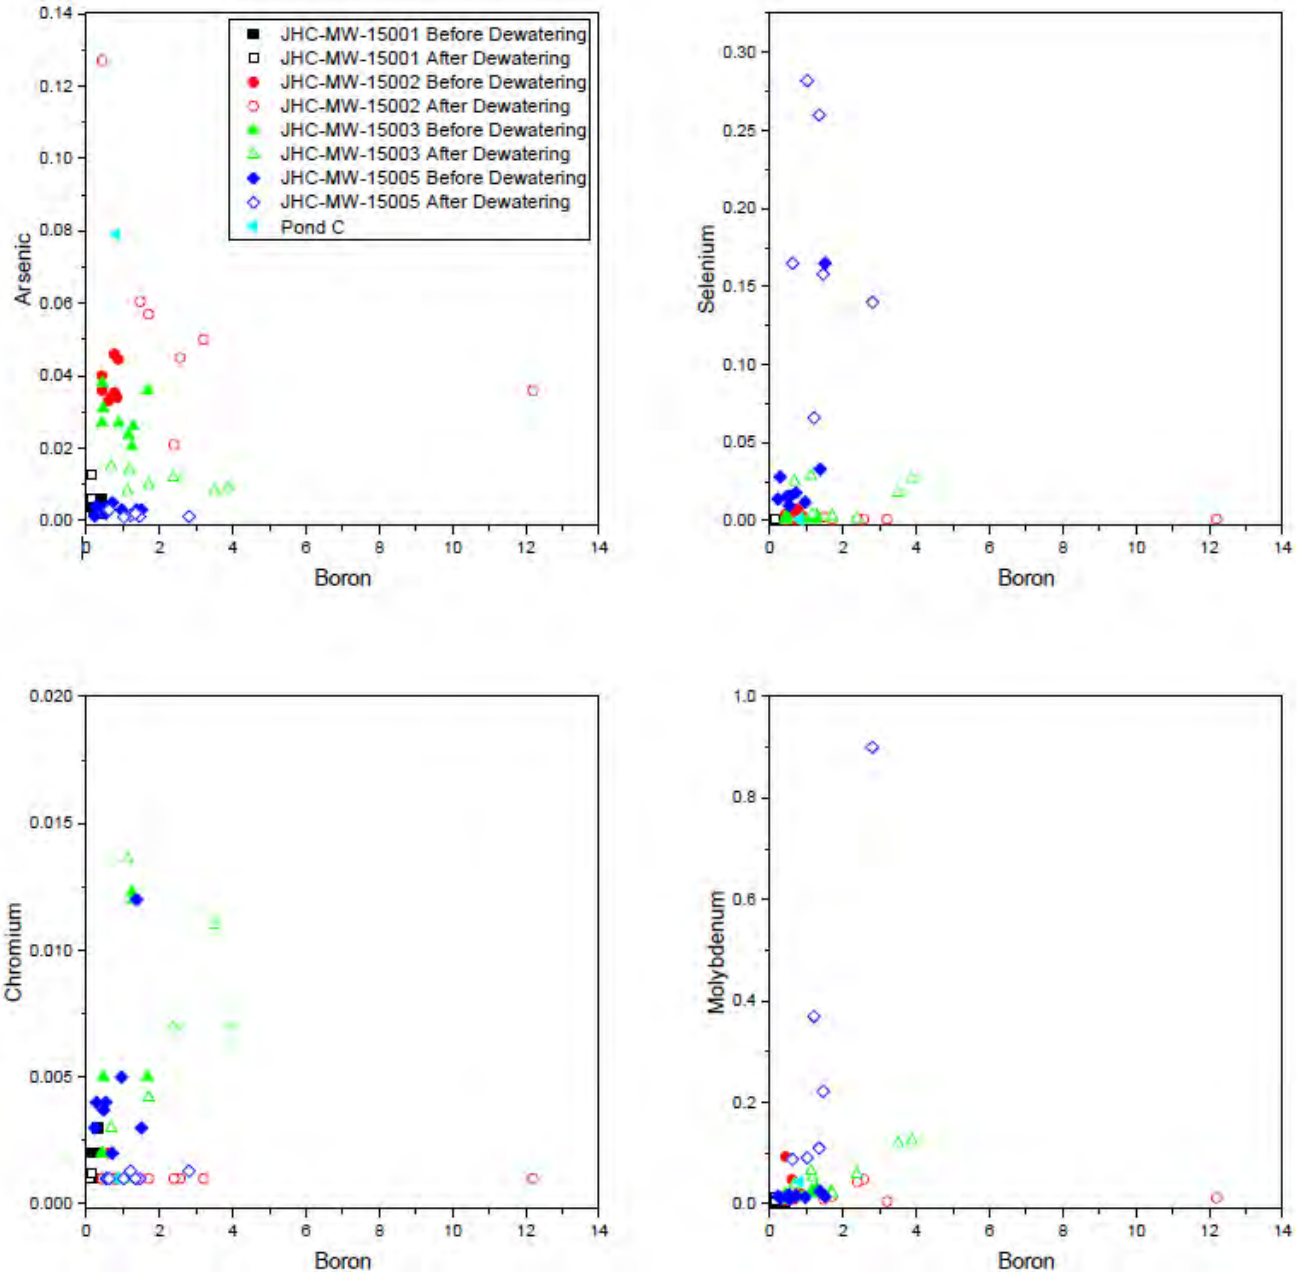 0.14
0.12
0.10
0.08
0.06
0.04
0.02
0.00
Arsenic
JHC-MW-15001 Before Dewatering
JHC-MW-15001 After Dewatering
JHC-MW-15002 Before Dewatering
JHC-MW-15002 After Dewatering
JHC-MW-15003 Before Dewatering
JHC-MW-15003 After Dewatering
JHC-MW-15005 Before Dewatering
JHC-MW-15005 After Dewatering
Pond C
0 2 4 6 8 10 12 14
Boron
0.30
0.25
0.20
0.15
0.10
0.05
0.00
Selenium
0 2 4 6 8 10 12 14
Boron
0.020
0.015
0.010
0.005
0.000
Chromium
0 2 4 6 8 10 12 14
Boron
1.0
0.8
0.6
0.4
0.2
0.0
Molybdenum
0 2 4 6 8 10 12 14
Boron